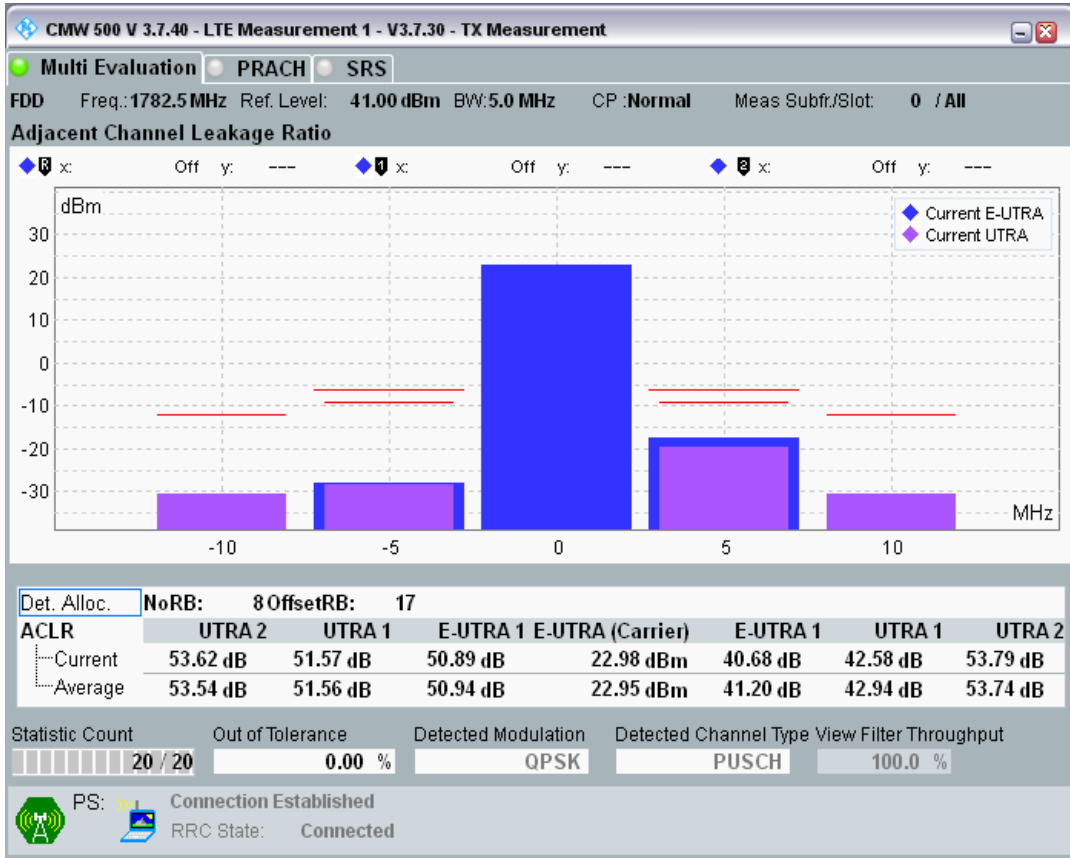 CMW 500 V 3.7.40 - LTE Measurement 1 - V3.7.30 - TX Measurement
Multi Evaluation PRACH SRS
FDD Freq.:1782.5 MHz Ref. Level: 41.00 dBm BW:5.0 MHz CP :Normal Meas Subfr./Slot: 0 / All
Adjacent Channel Leakage Ratio
R x: Off y: --- 1 x: Off y: --- 2 x: Off y: ---
dBm
Current E-UTRA
Current UTRA
30
20
10
0
-10
-20
-30
MHz
-10 -5 0 5 10
Det. Alloc. NoRB: 8 OffsetRB: 17
ACLR UTRA 2 UTRA 1 E-UTRA 1 E-UTRA (Carrier) E-UTRA 1 UTRA 1 UTRA 2
Current 53.62 dB 51.57 dB 50.89 dB 22.98 dBm 40.68 dB 42.58 dB 53.79 dB
Average 53.54 dB 51.56 dB 50.94 dB 22.95 dBm 41.20 dB 42.94 dB 53.74 dB
Statistic Count Out of Tolerance Detected Modulation Detected Channel Type View Filter Throughput
20 / 20 0.00 % QPSK PUSCH 100.0 %
PS: Connection Established
RRC State: Connected